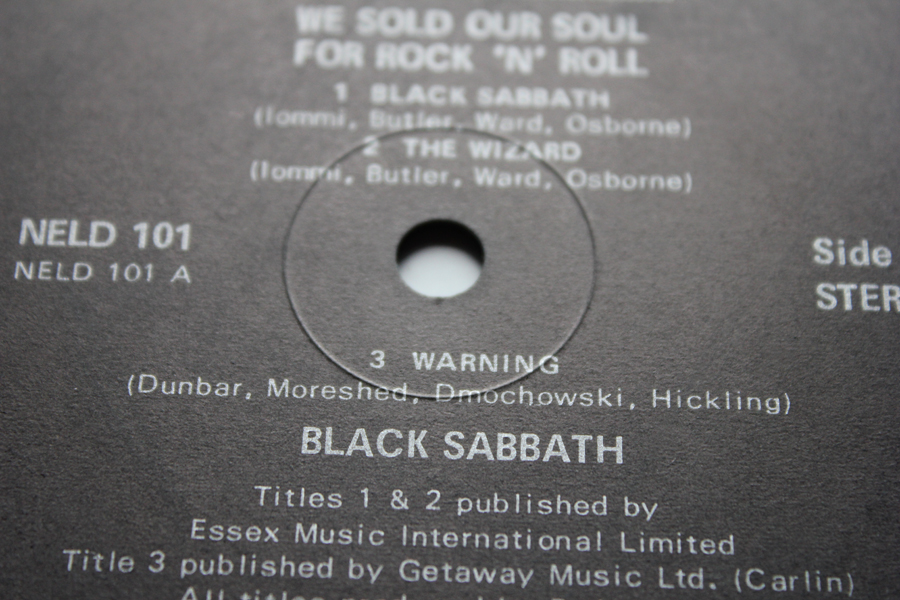 WE SOLD OUR SOUL
FOR ROCK 'N' ROLL
1 BLACK SABBATH
(Iommi, Butler, Ward, Osborne)
2 THE WIZARD
(Iommi, Butler, Ward, Osborne)
NELD 101
NELD 101 A
Side
STER
3 WARNING
(Dunbar, Moreshed, Dmochowski, Hickling)
BLACK SABBATH
Titles 1 & 2 published by
Essex Music International Limited
Title 3 published by Getaway Music Ltd. (Carlin)
All titles